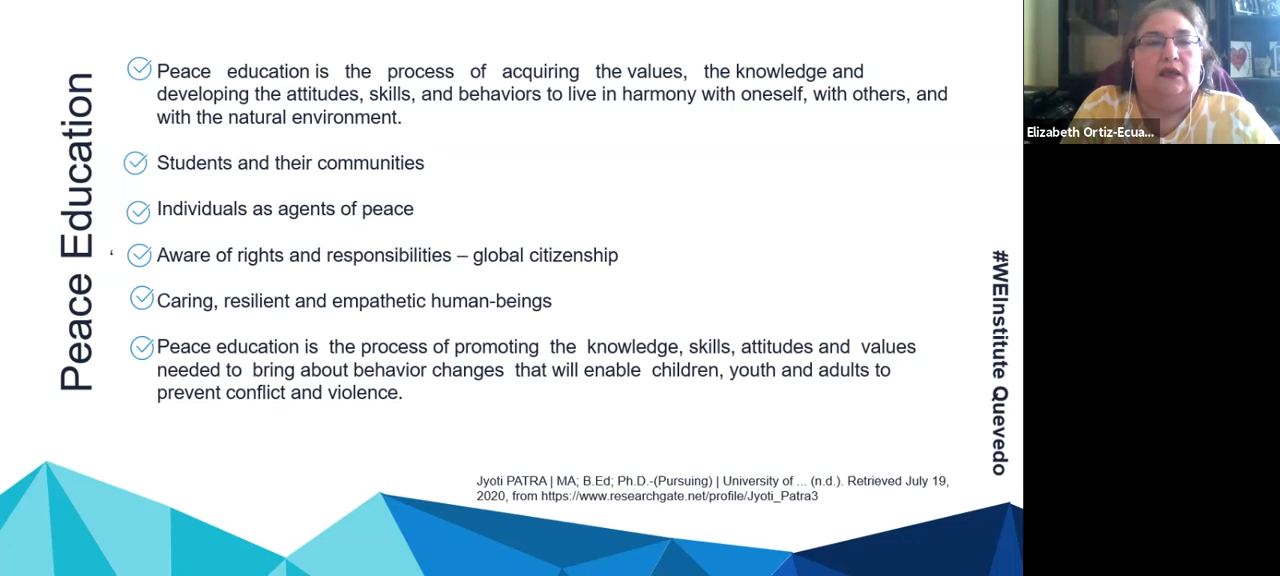 Peace Education
Peace education is the process of acquiring the values, the knowledge and
developing the attitudes, skills, and behaviors to live in harmony with oneself, with others, and
with the natural environment.
Students and their communities
Individuals as agents of peace
‘
Aware of rights and responsibilities – global citizenship
Caring, resilient and empathetic human-beings
Peace education is the process of promoting the knowledge, skills, attitudes and values
needed to bring about behavior changes that will enable children, youth and adults to
prevent conflict and violence.
Jyoti PATRA | MA; B.Ed; Ph.D.-(Pursuing) | University of ... (n.d.). Retrieved July 19,
2020, from https://www.researchgate.net/profile/Jyoti_Patra3
#WEInstitute Quevedo
Elizabeth Ortiz-Ecua...